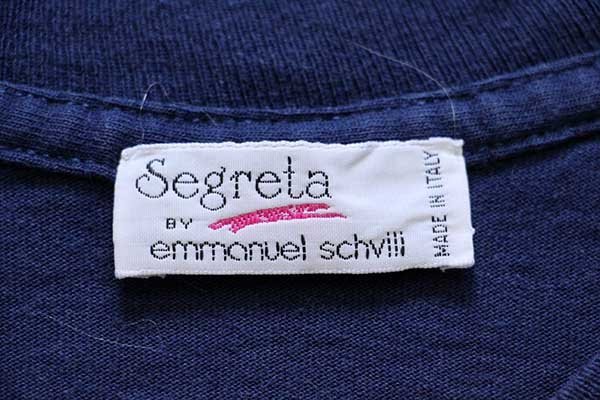 Segreta
BY
emmanuel schvili
MADE IN ITALY